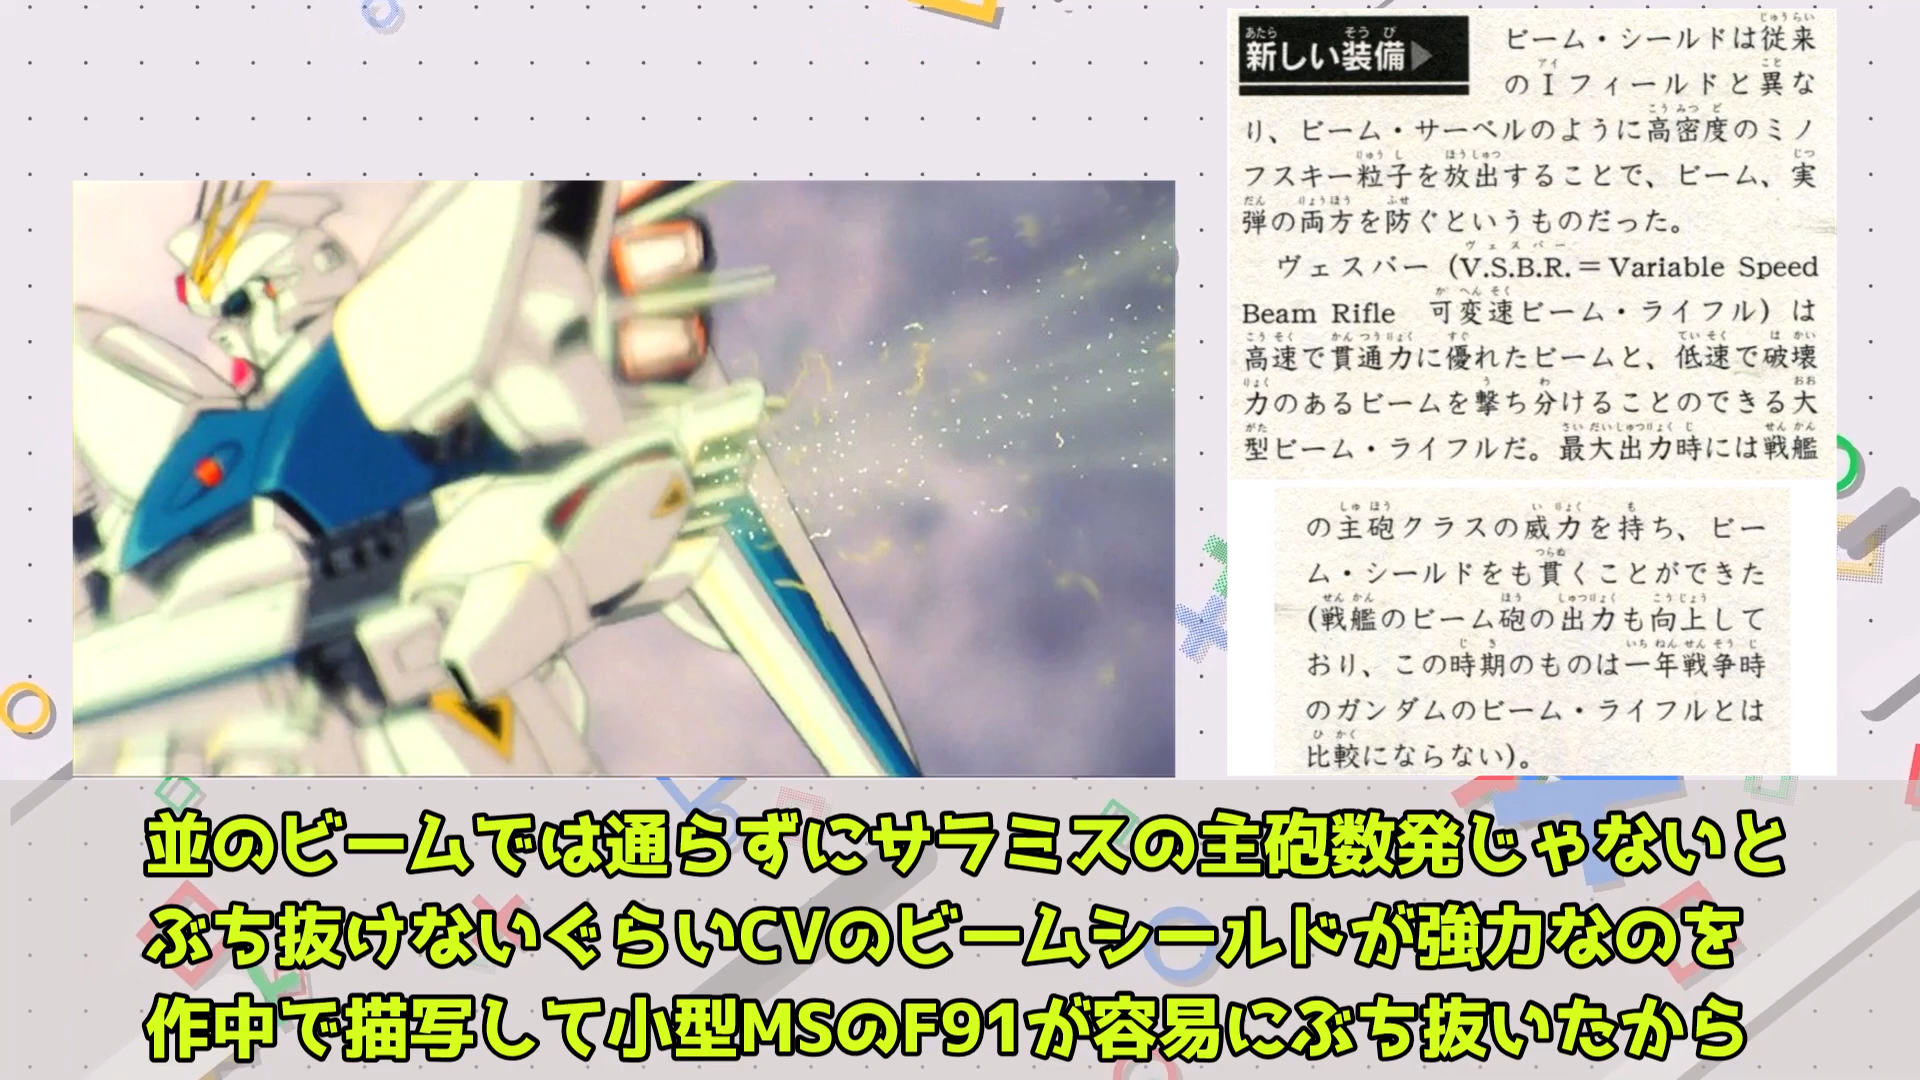 新しい装備▶
ビーム・シールドは従来
のIフィールドと異な
り、ビーム・サーベルのように高密度のミノ
フスキー粒子を放出することで、ビーム、実
弾の両方を防ぐというものだった。
ヴェスバー（V.S.B.R.＝Variable Speed
Beam Rifle 可変速ビーム・ライフル）は
高速で貫通力に優れたビームと、低速で破壊
力のあるビームを撃ち分けることのできる大
型ビーム・ライフルだ。最大出力時には戦艦
の主砲クラスの威力を持ち、ビー
ム・シールドをも貫くことができた
(戦艦のビーム砲の出力も向上して
おり、この時期のものは一年戦争時
のガンダムのビーム・ライフルとは
比較にならない)。
並のビームでは通らずにサラミスの主砲数発じゃないと
ぶち抜けないぐらいCVのビームシールドが強力なのを
作中で描写して小型MSのF91が容易にぶち抜いたから